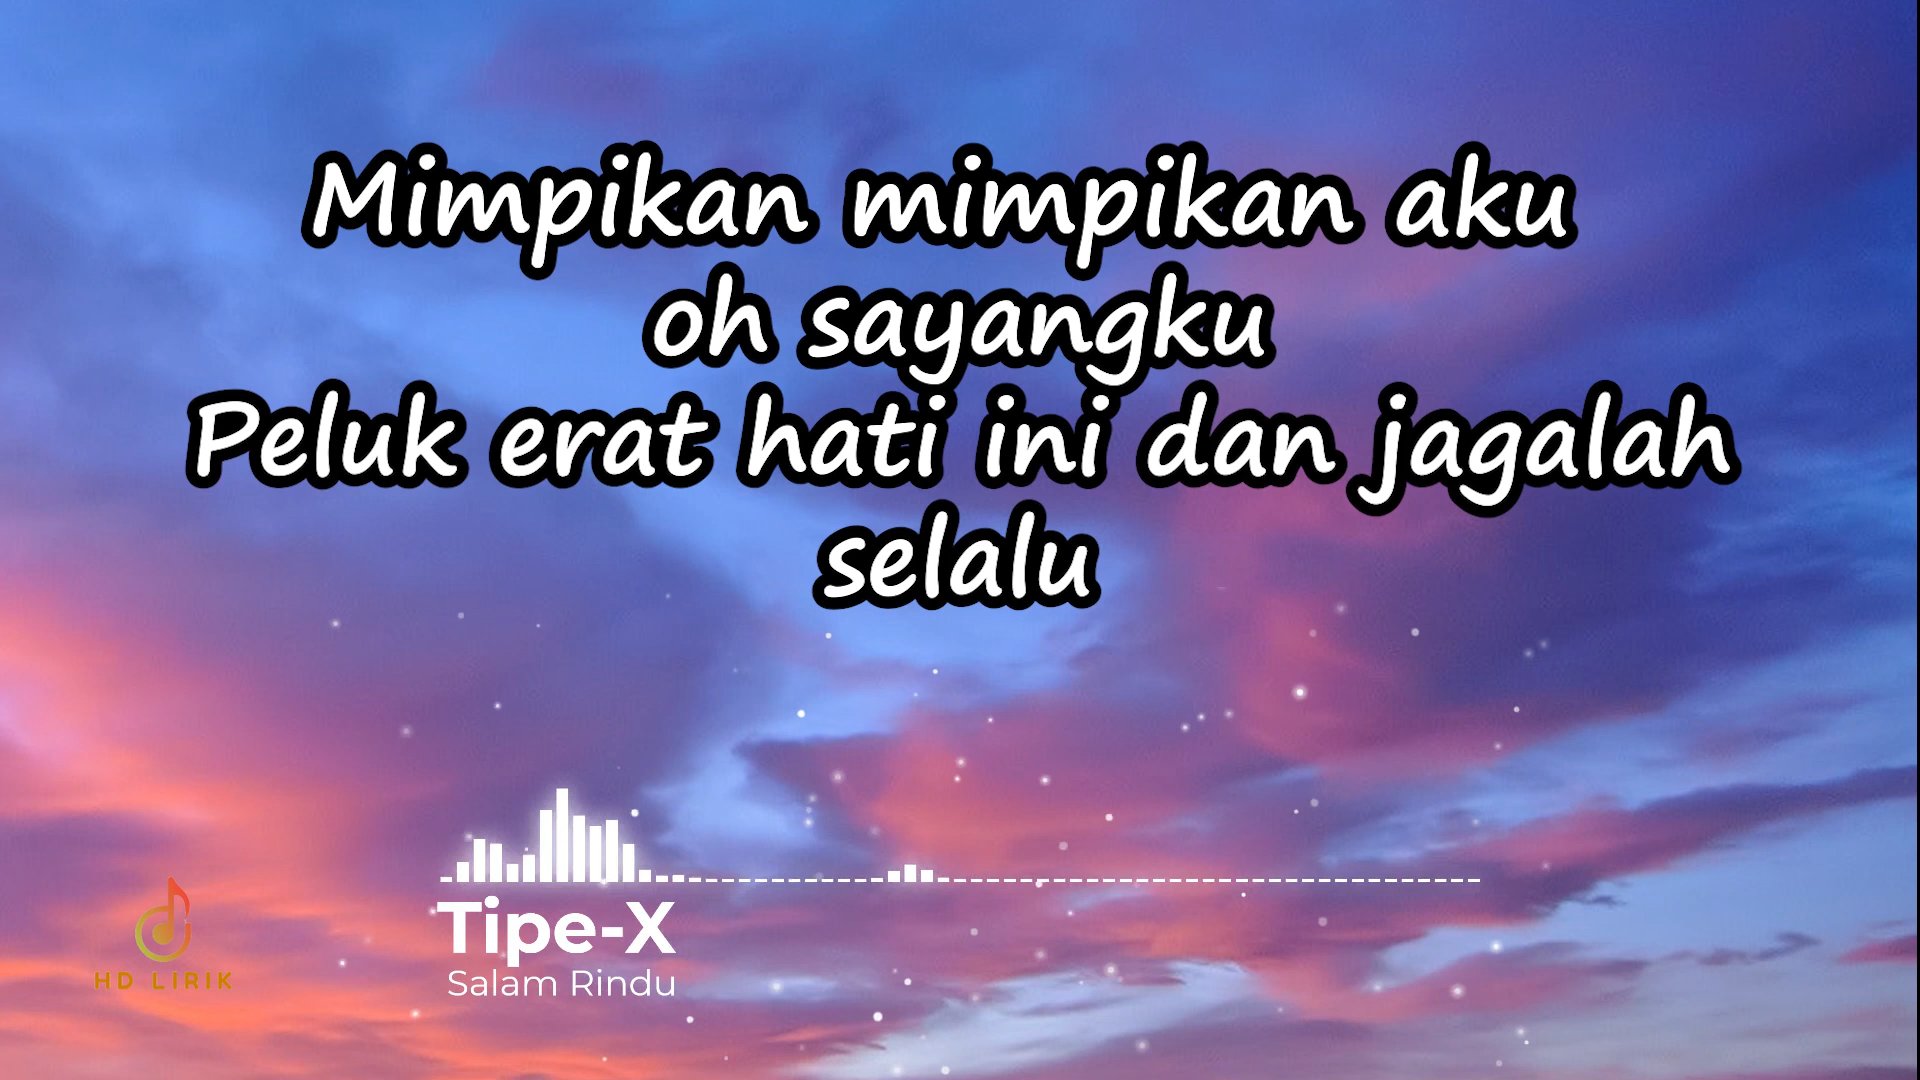 Mimpikan mimpikan aku
oh sayangku
Peluk erat hati ini dan jagalah
selalu
Tipe-X
Salam Rindu
HD LIRIK